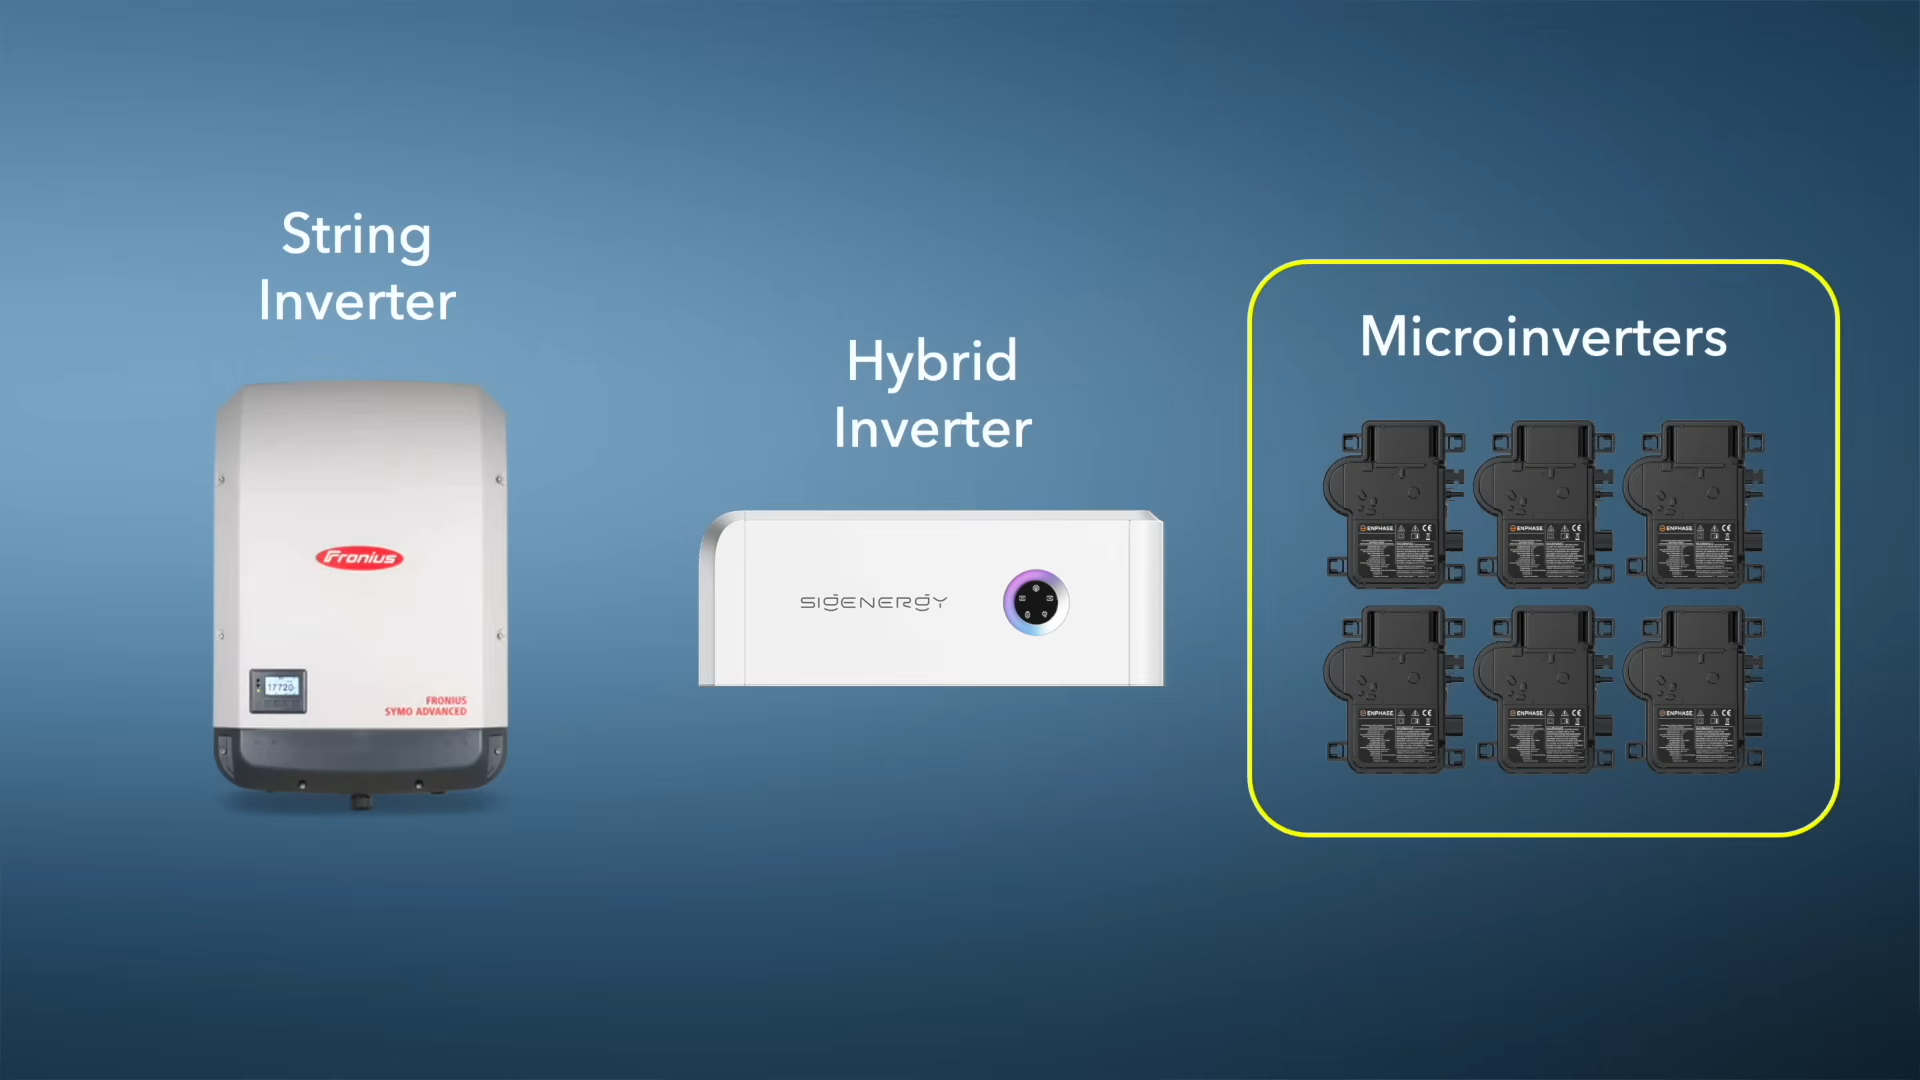 String
Inverter
Fronius
17720
FRONIUS
SYMO ADVANCED
Hybrid
Inverter
SIGENERGY
Microinverters
ENPHASE
ENPHASE
ENPHASE
ENPHASE
ENPHASE
ENPHASE